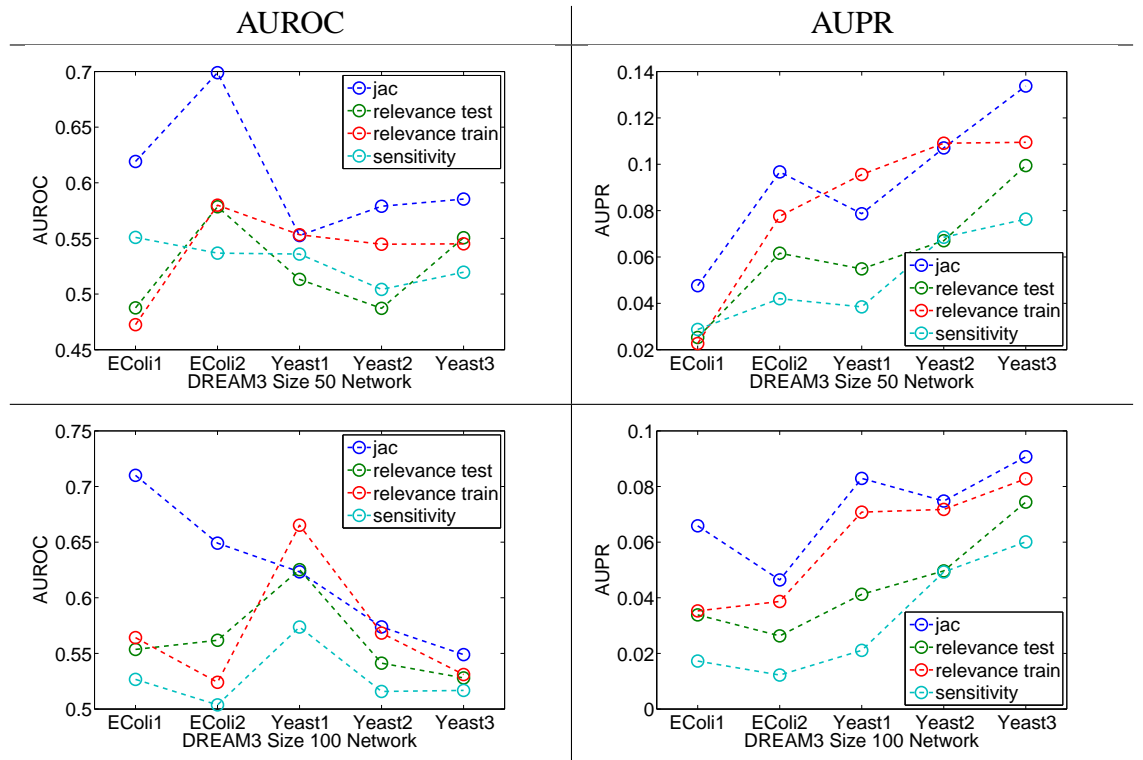 AUROC
AUPR
0.7
0.65
0.6
0.55
0.5
0.45
AUROC
jac
relevance test
relevance train
sensitivity
EColi1 EColi2 Yeast1 Yeast2 Yeast3
DREAM3 Size 50 Network
0.14
0.12
0.1
0.08
0.06
0.04
0.02
AUPR
jac
relevance test
relevance train
sensitivity
EColi1 EColi2 Yeast1 Yeast2 Yeast3
DREAM3 Size 50 Network
0.75
0.7
0.65
0.6
0.55
0.5
AUROC
jac
relevance test
relevance train
sensitivity
EColi1 EColi2 Yeast1 Yeast2 Yeast3
DREAM3 Size 100 Network
0.1
0.08
0.06
0.04
0.02
0
AUPR
jac
relevance test
relevance train
sensitivity
EColi1 EColi2 Yeast1 Yeast2 Yeast3
DREAM3 Size 100 Network